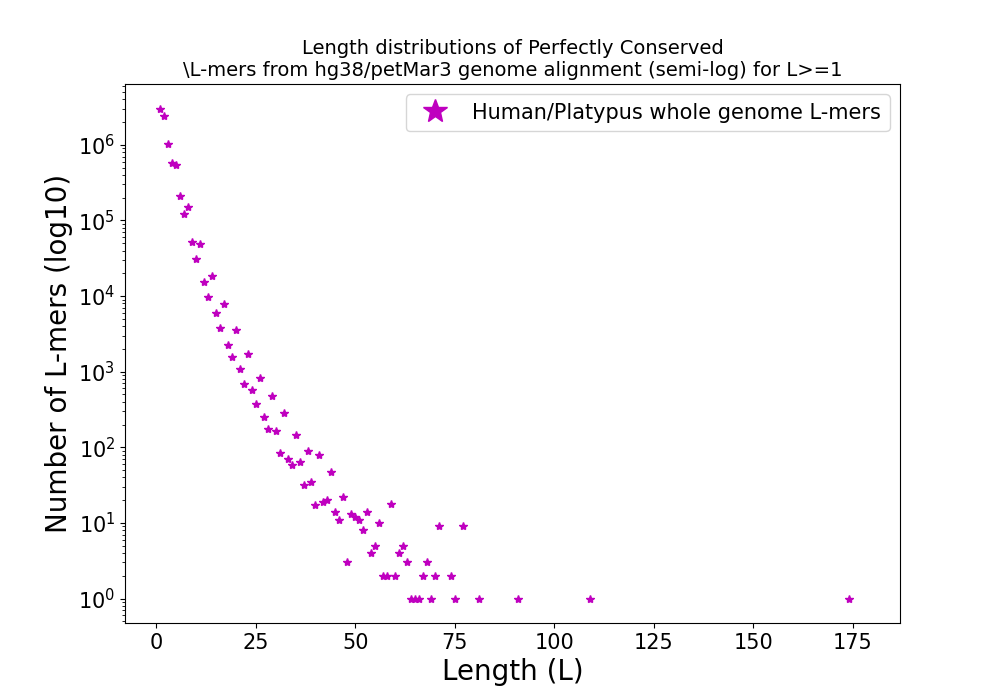 Length distributions of Perfectly Conserved
\L-mers from hg38/petMar3 genome alignment (semi-log) for L>=1
Human/Platypus whole genome L-mers
Number of L-mers (log10)
10^6
10^5
10^4
10^3
10^2
10^1
10^0
0 25 50 75 100 125 150 175
Length (L)